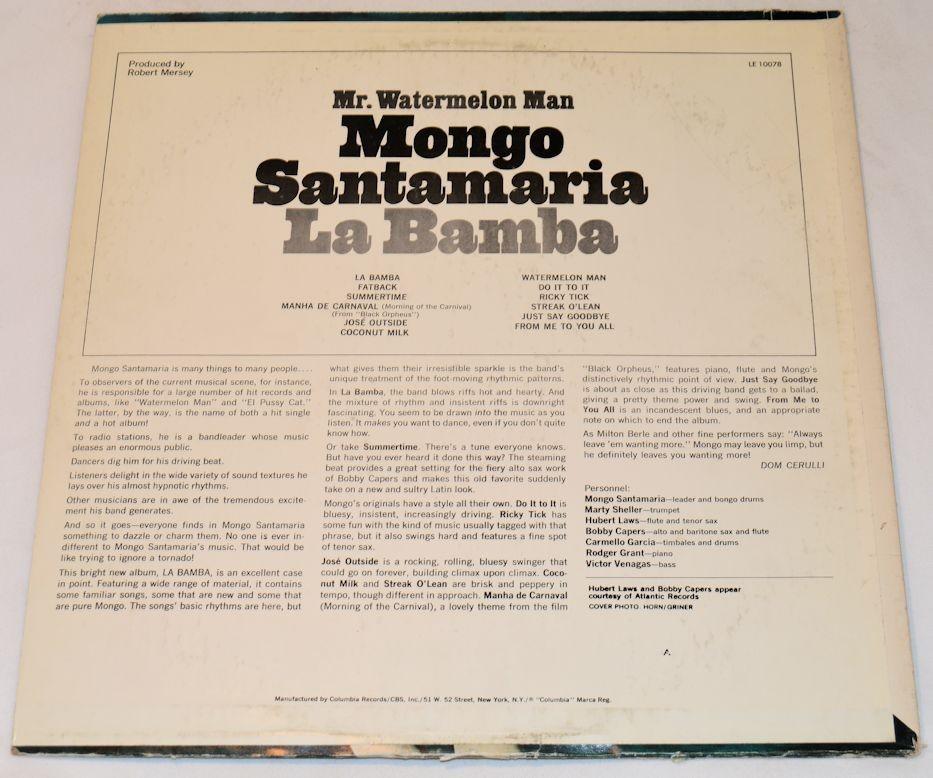 Produced by
Robert Mersey
LE 10078
Mr. Watermelon Man
Mongo
Santamaria
La Bamba
LA BAMBA
FATBACK
SUMMERTIME
MANHA DE CARNAVAL (Morning of the Carnival)
(From "Black Orpheus")
JOSÉ OUTSIDE
COCONUT MILK
WATERMELON MAN
DO IT TO IT
RICKY TICK
STREAK O'LEAN
JUST SAY GOODBYE
FROM ME TO YOU ALL
Mongo Santamaria is many things to many people....
To observers of the current musical scene, for instance,
he is responsible for a large number of hit records and
albums, like "Watermelon Man" and "El Pussy Cat."
The latter, by the way, is the name of both a hit single
and a hot album!
To radio stations, he is a bandleader whose music
pleases an enormous public.
Dancers dig him for his driving beat.
Listeners delight in the wide variety of sound textures he
lays over his almost hypnotic rhythms.
Other musicians are in awe of the tremendous excite-
ment his band generates.
And so it goes—everyone finds in Mongo Santamaria
something to dazzle or charm them. No one is ever in-
different to Mongo Santamaria's music. That would be
like trying to ignore a tornado!
This bright new album, LA BAMBA, is an excellent case
in point. Featuring a wide range of material, it contains
some familiar songs, some that are new and some that
are pure Mongo. The songs' basic rhythms are here, but
what gives them their irresistible sparkle is the band's
unique treatment of the foot-moving rhythmic patterns.
In La Bamba, the band blows riffs hot and hearty. And
the mixture of rhythm and insistent riffs is downright
fascinating. You seem to be drawn into the music as you
listen. It makes you want to dance, even if you don't quite
know how.
Or take Summertime. There's a tune everyone knows.
But have you ever heard it done this way? The steaming
beat provides a great setting for the fiery alto sax work
of Bobby Capers and makes this old favorite suddenly
take on a new and sultry Latin look.
Mongo's originals have a style all their own. Do It to It is
bluesy, insistent, increasingly driving. Ricky Tick has
some fun with the kind of music usually tagged with that
phrase, but it also swings hard and features a fine spot
of tenor sax.
José Outside is a rocking, rolling, bluesy swinger that
could go on forever, building climax upon climax. Coco-
nut Milk and Streak O'Lean are brisk and peppery in
tempo, though different in approach. Manha de Carnaval
(Morning of the Carnival), a lovely theme from the film
"Black Orpheus," features piano, flute and Mongo's
distinctively rhythmic point of view. Just Say Goodbye
is about as close as this driving band gets to a ballad,
giving a pretty theme power and swing. From Me to
You All is an incandescent blues, and an appropriate
note on which to end the album.
As Milton Berle and other fine performers say: "Always
leave 'em wanting more." Mongo may leave you limp, but
he definitely leaves you wanting more!
DOM CERULLI
Personnel:
Mongo Santamaria—leader and bongo drums
Marty Sheller—trumpet
Hubert Laws—flute and tenor sax
Bobby Capers—alto and baritone sax and flute
Carmello Garcia—timbales and drums
Rodger Grant—piano
Victor Venagas—bass
Hubert Laws and Bobby Capers appear
courtesy of Atlantic Records
COVER PHOTO: HORN/GRINER
A
Manufactured by Columbia Records/CBS, Inc./51 W. 52 Street, New York, N.Y./® "Columbia" Marca Reg.